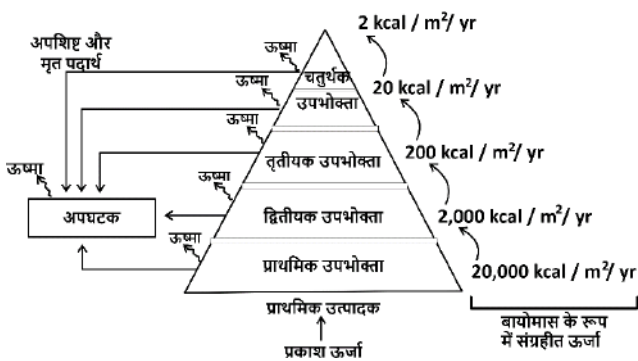 2 kcal / m²/ yr
अपशिष्ट और
मृत पदार्थ
ऊष्मा
चतुर्थक
उपभोक्ता
20 kcal / m²/ yr
ऊष्मा
ऊष्मा
तृतीयक उपभोक्ता
200 kcal / m²/ yr
ऊष्मा
ऊष्मा
अपघटक
द्वितीयक उपभोक्ता
2,000 kcal / m²/ yr
ऊष्मा
प्राथमिक उपभोक्ता
20,000 kcal / m²/ yr
प्राथमिक उत्पादक
प्रकाश ऊर्जा
बायोमास के रूप
में संग्रहीत ऊर्जा